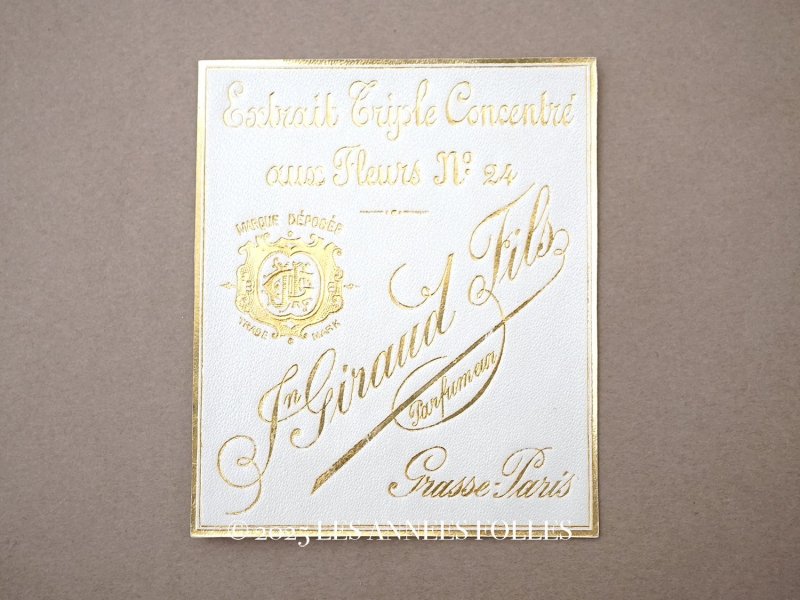 Extrait Triple Concentré
aux Fleurs Nº 24
MARQUE DÉPOSÉE
TRADE MARK
Jn Giraud Fils
Parfumeur
Grasse-Paris
© 2025 LES ANNEES FOLLES